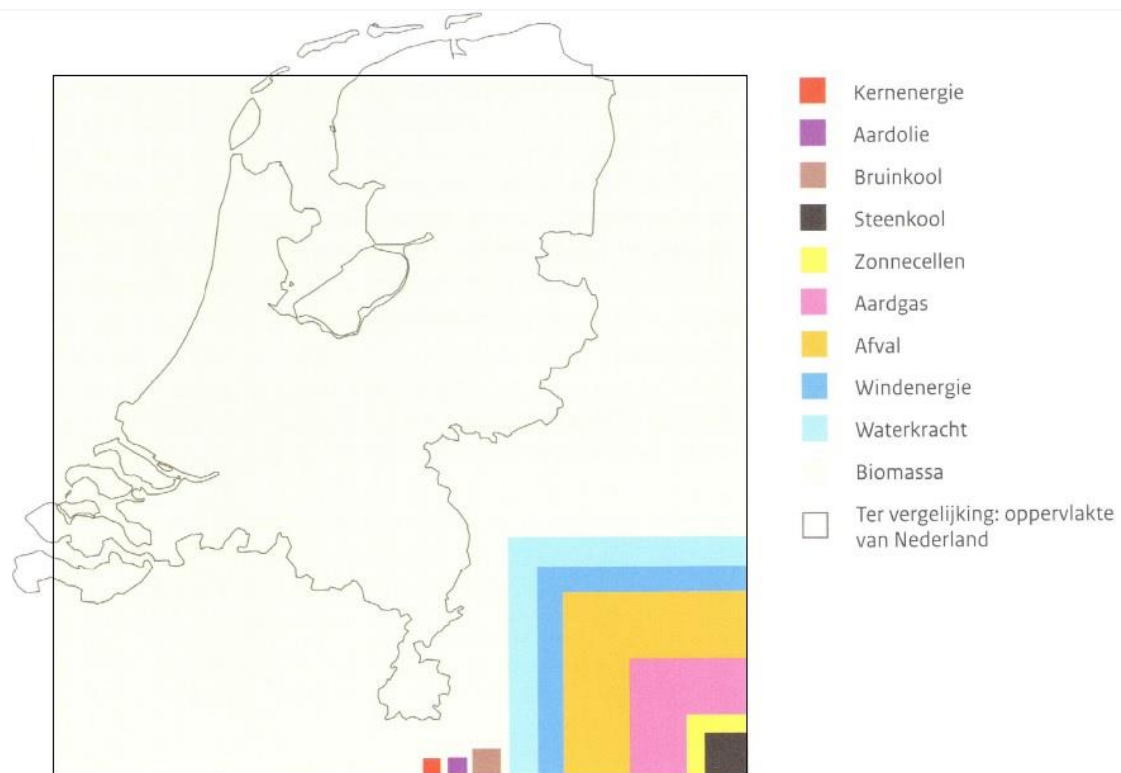 Kernenergie
Aardolie
Bruinkool
Steenkool
Zonnecellen
Aardgas
Afval
Windenergie
Waterkracht
Biomassa
Ter vergelijking: oppervlakte
van Nederland